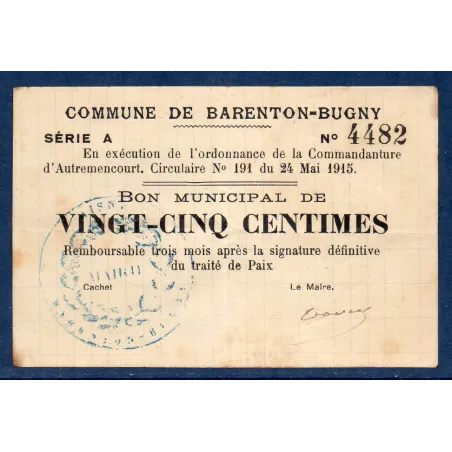 COMMUNE DE BARENTON-BUGNY
SÉRIE A Nº 4482
En exécution de l'ordonnance de la Commandanture
d'Autremencourt, Circulaire Nº 191 du 24 Mai 1915.
BON MUNICIPAL DE
VINGT-CINQ CENTIMES
Remboursable trois mois après la signature définitive
du traité de Paix
Cachet Le Maire,
MAIRIE